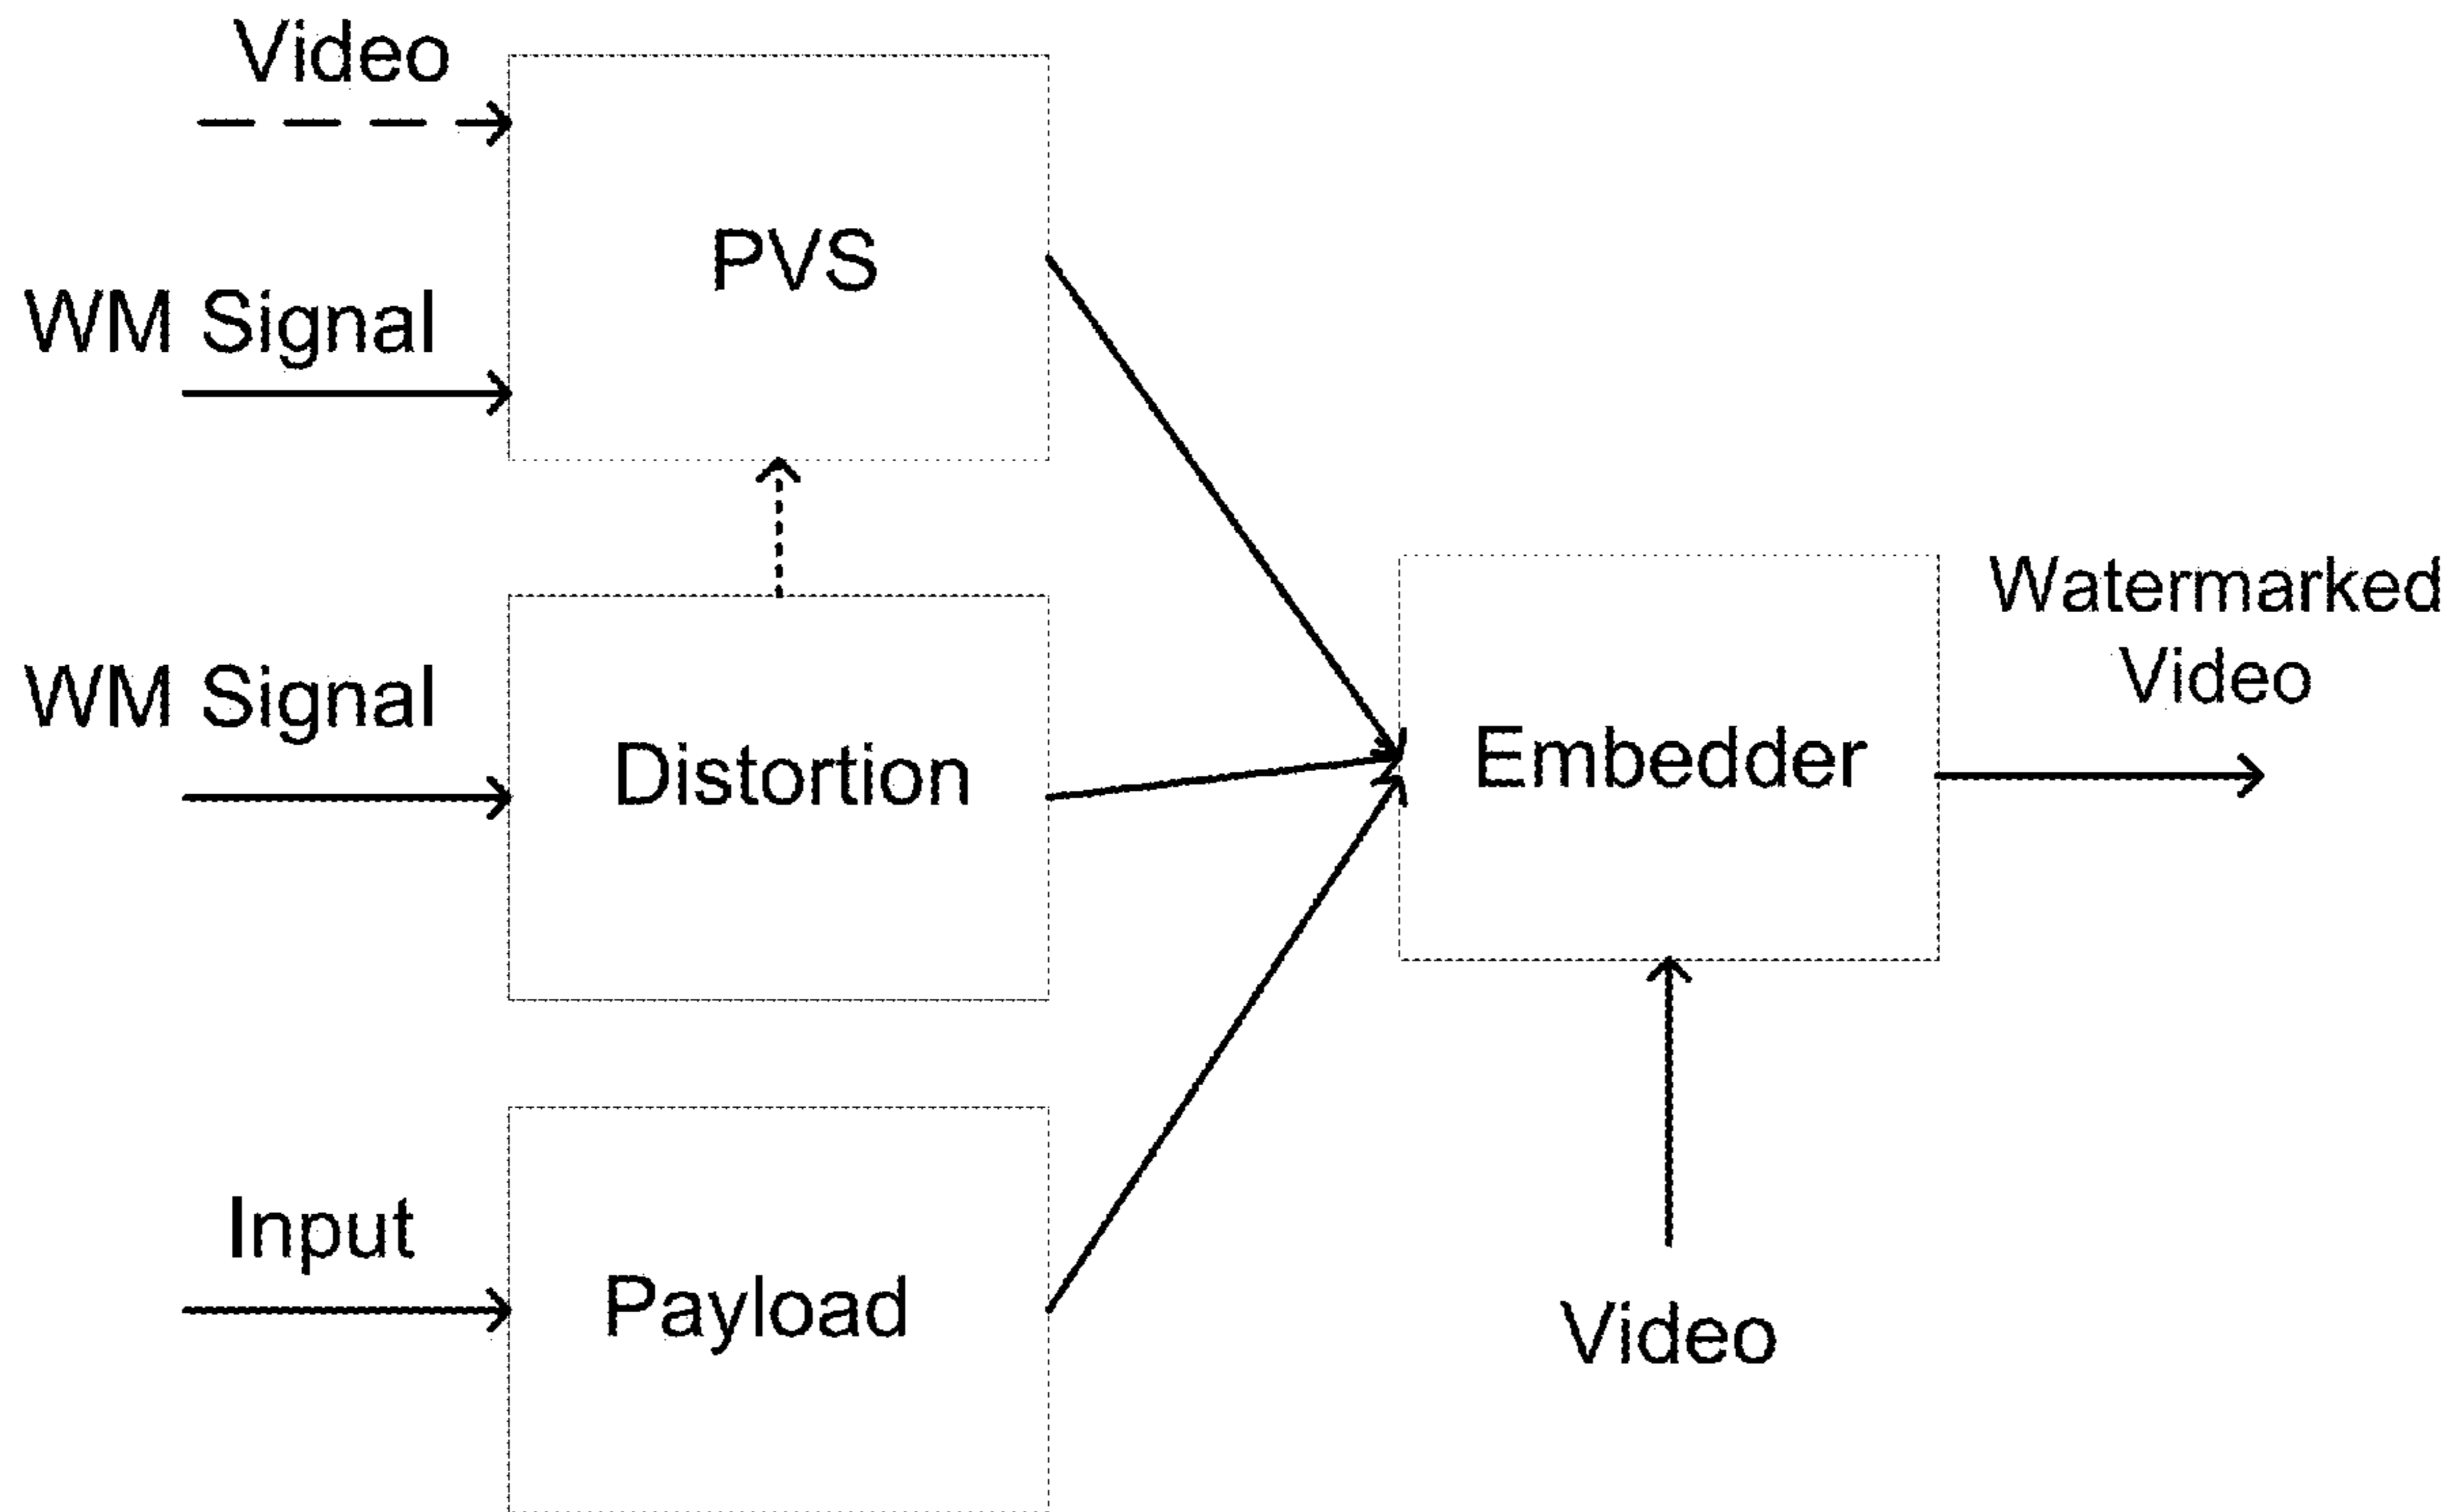 Video
PVS
WM Signal
WM Signal
Distortion
Input
Payload
Embedder
Watermarked
Video
Video